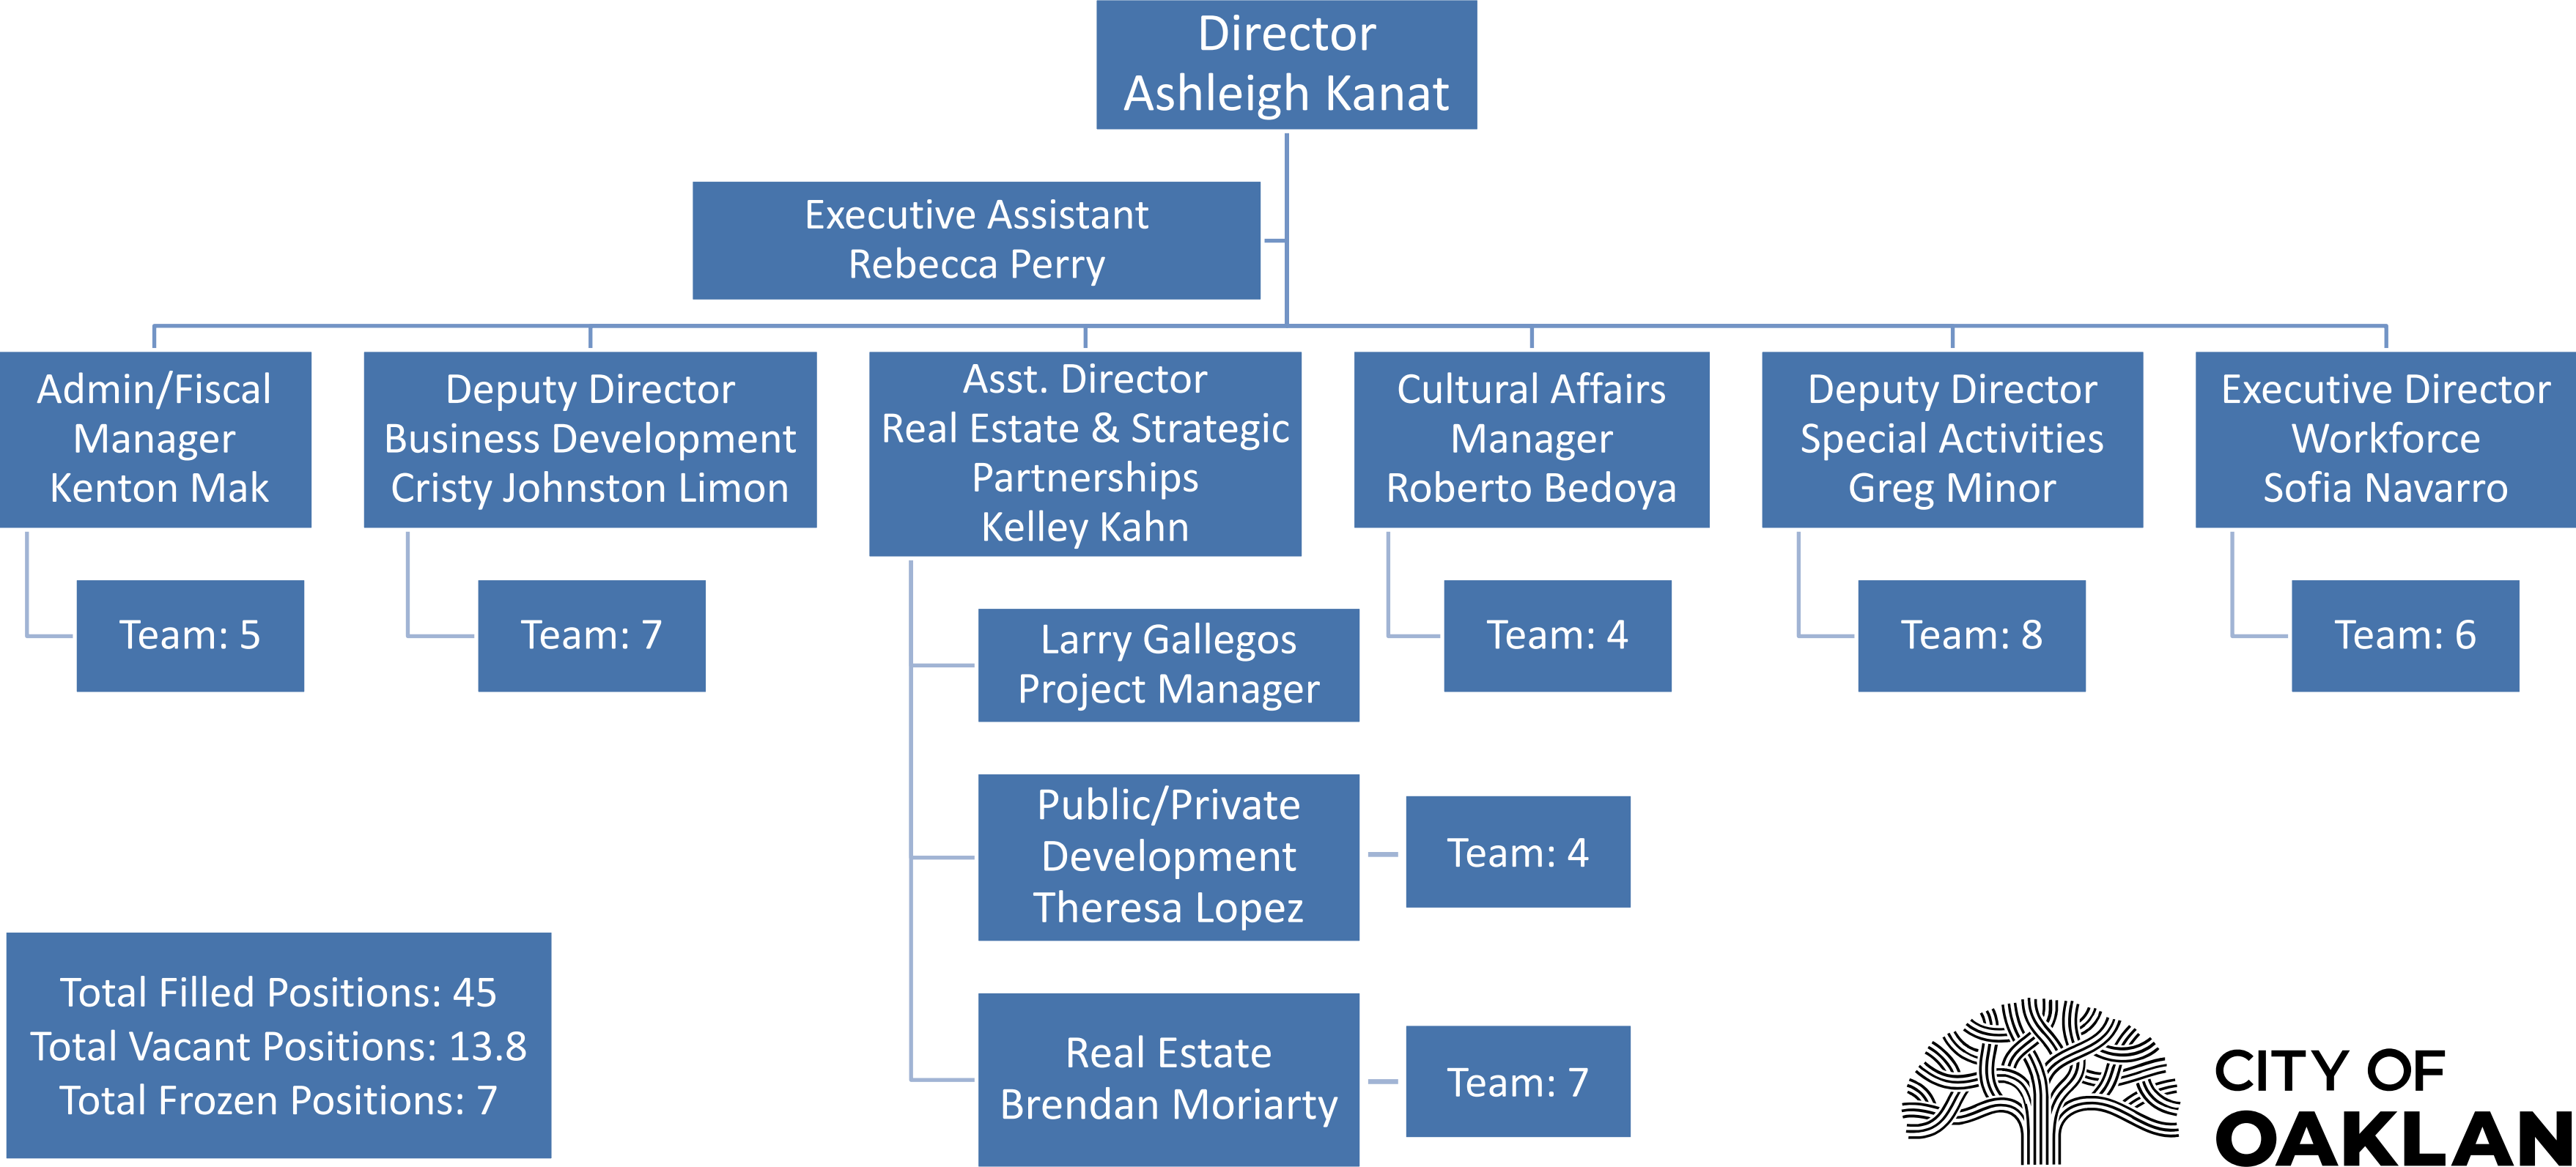 Director
Ashleigh Kanat
Executive Assistant
Rebecca Perry
Admin/Fiscal
Manager
Kenton Mak
Deputy Director
Business Development
Cristy Johnston Limon
Asst. Director
Real Estate & Strategic
Partnerships
Kelley Kahn
Cultural Affairs
Manager
Roberto Bedoya
Deputy Director
Special Activities
Greg Minor
Executive Director
Workforce
Sofia Navarro
Team: 5
Team: 7
Larry Gallegos
Project Manager
Team: 4
Team: 8
Team: 6
Public/Private
Development
Theresa Lopez
Team: 4
Real Estate
Brendan Moriarty
Team: 7
Total Filled Positions: 45
Total Vacant Positions: 13.8
Total Frozen Positions: 7
CITY OF
OAKLAN